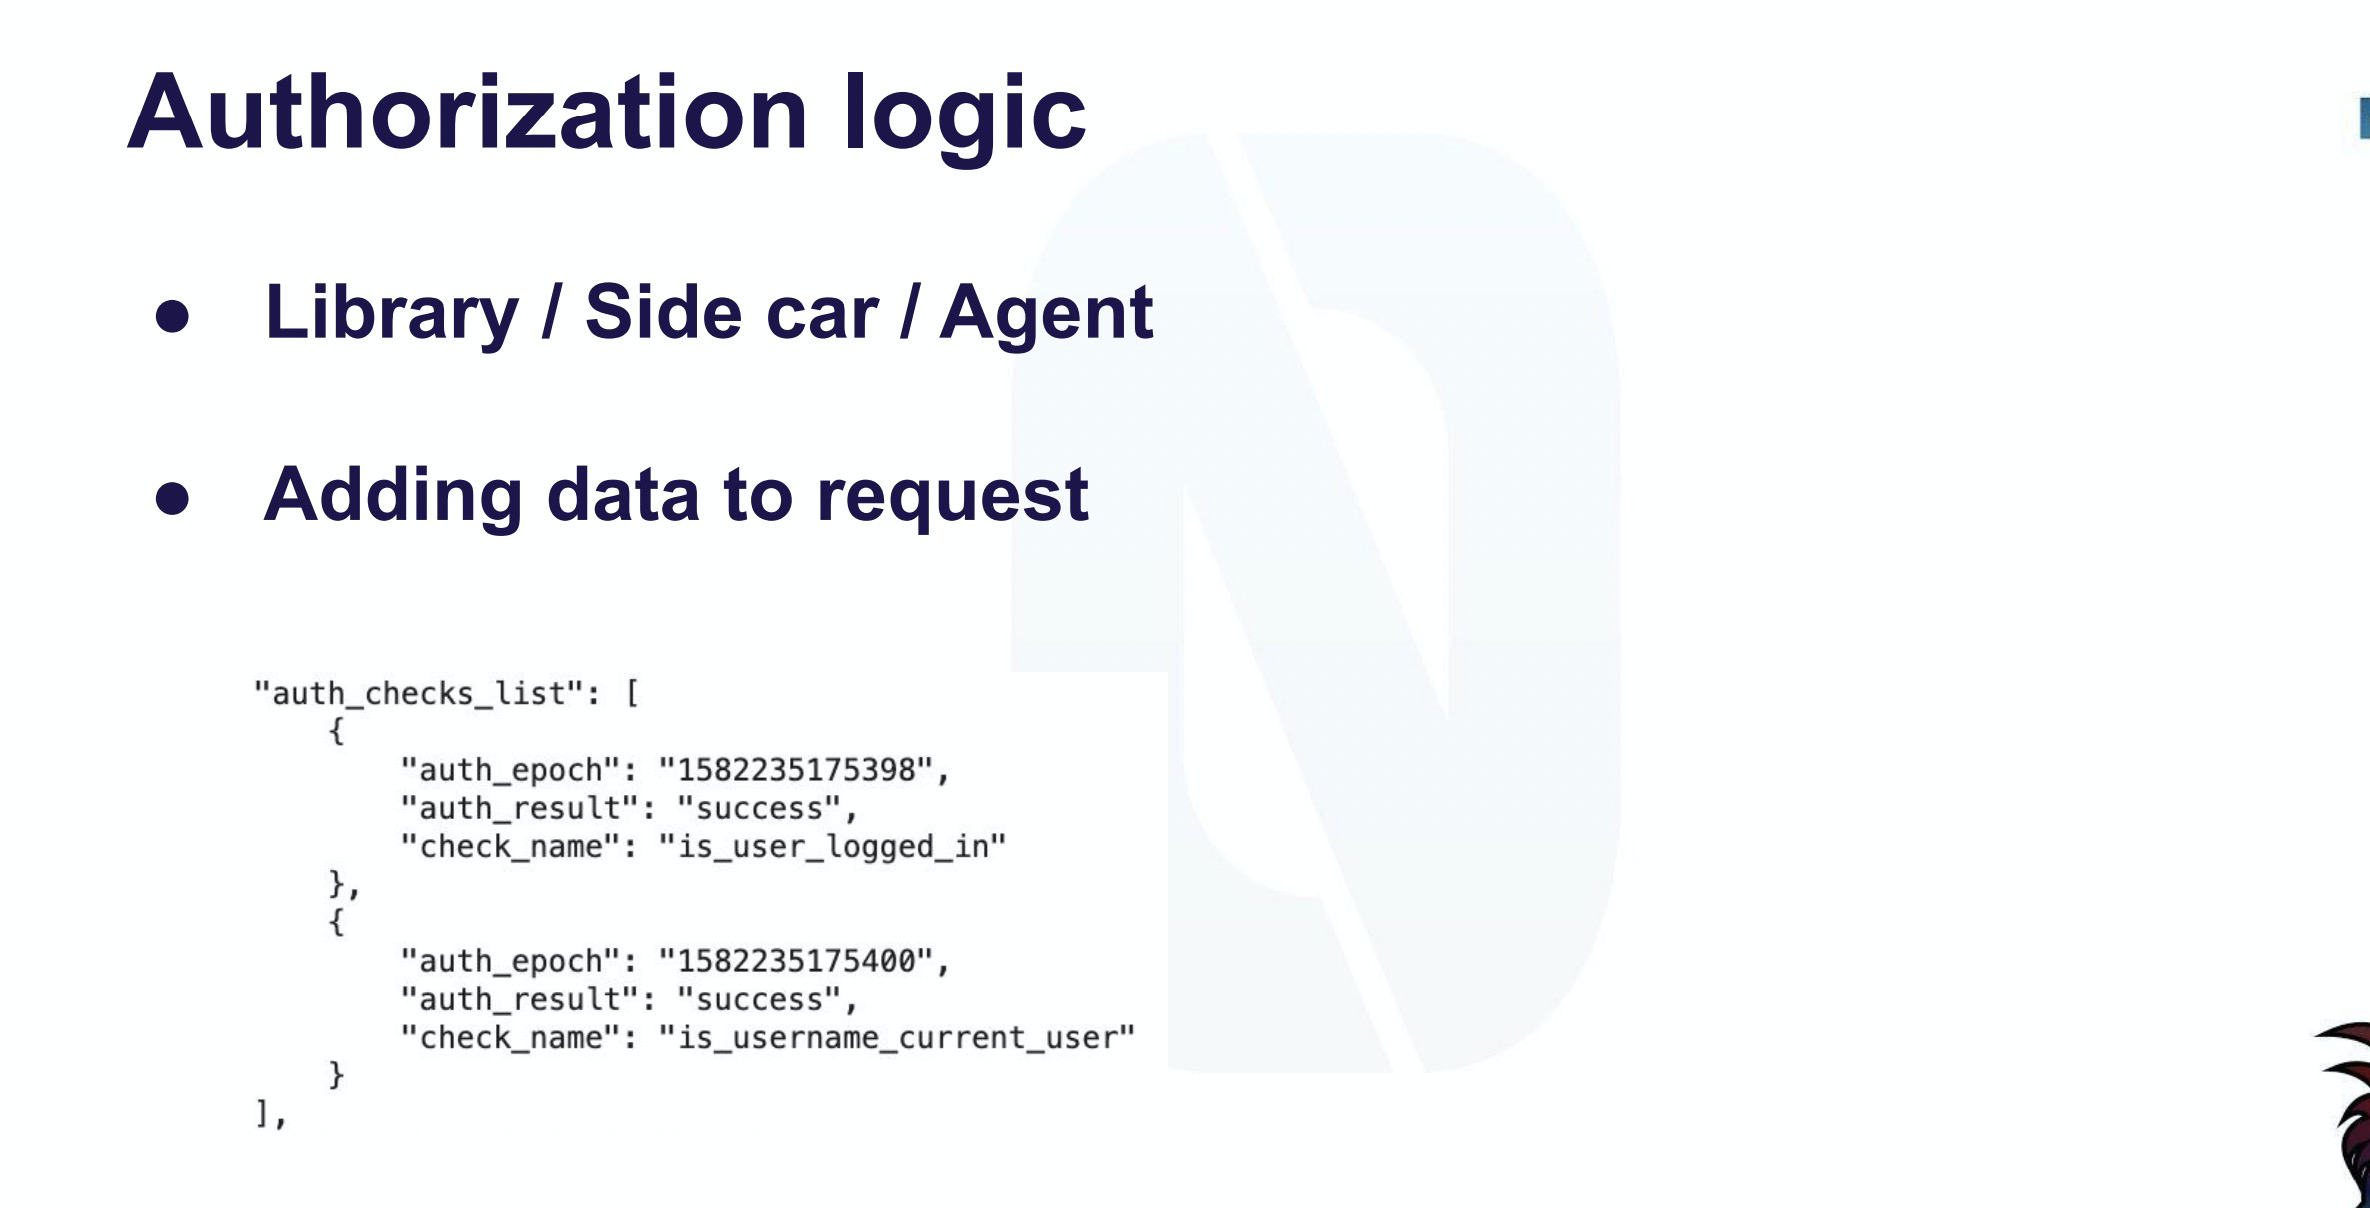 Authorization logic
● Library / Side car / Agent
● Adding data to request
"auth_checks_list": [
{
"auth_epoch": "1582235175398",
"auth_result": "success",
"check_name": "is_user_logged_in"
},
{
"auth_epoch": "1582235175400",
"auth_result": "success",
"check_name": "is_username_current_user"
}
],